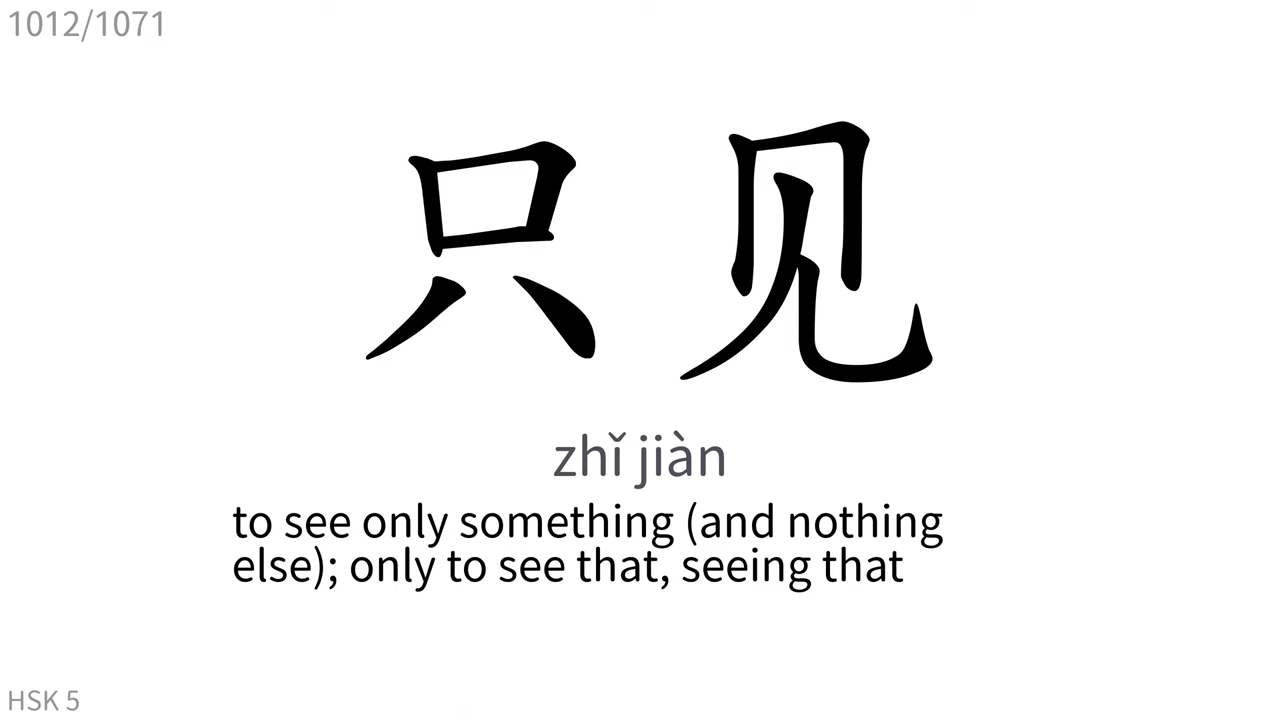 1012/1071
只见
zhǐ jiàn
to see only something (and nothing
else); only to see that, seeing that
HSK 5